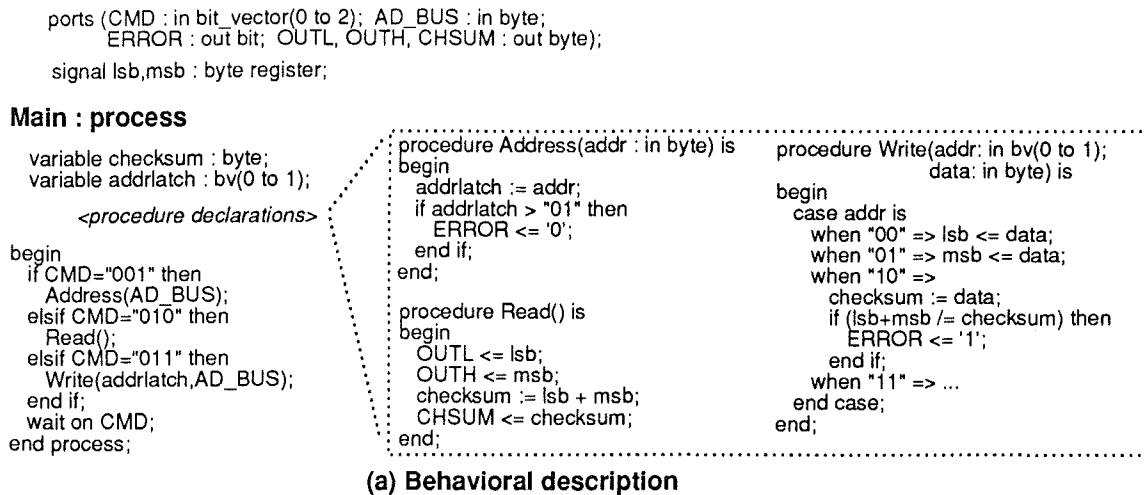 ports (CMD : in bit_vector(0 to 2); AD_BUS : in byte;
ERROR : out bit; OUTL, OUTH, CHSUM : out byte);
signal lsb,msb : byte register;
Main : process
variable checksum : byte;
variable addrlatch : bv(0 to 1);
<procedure declarations>
begin
if CMD="001" then
Address(AD_BUS);
elsif CMD="010" then
Read();
elsif CMD="011" then
Write(addrlatch,AD_BUS);
end if;
wait on CMD;
end process;
procedure Address(addr : in byte) is
begin
addrlatch := addr;
if addrlatch > "01" then
ERROR <= '0';
end if;
end;
procedure Read() is
begin
OUTL <= lsb;
OUTH <= msb;
checksum := lsb + msb;
CHSUM <= checksum;
end;
procedure Write(addr: in bv(0 to 1);
data: in byte) is
begin
case addr is
when "00" => lsb <= data;
when "01" => msb <= data;
when "10" =>
checksum := data;
if (lsb+msb /= checksum) then
ERROR <= '1';
end if;
when "11" => ...
end case;
end;
(a) Behavioral description